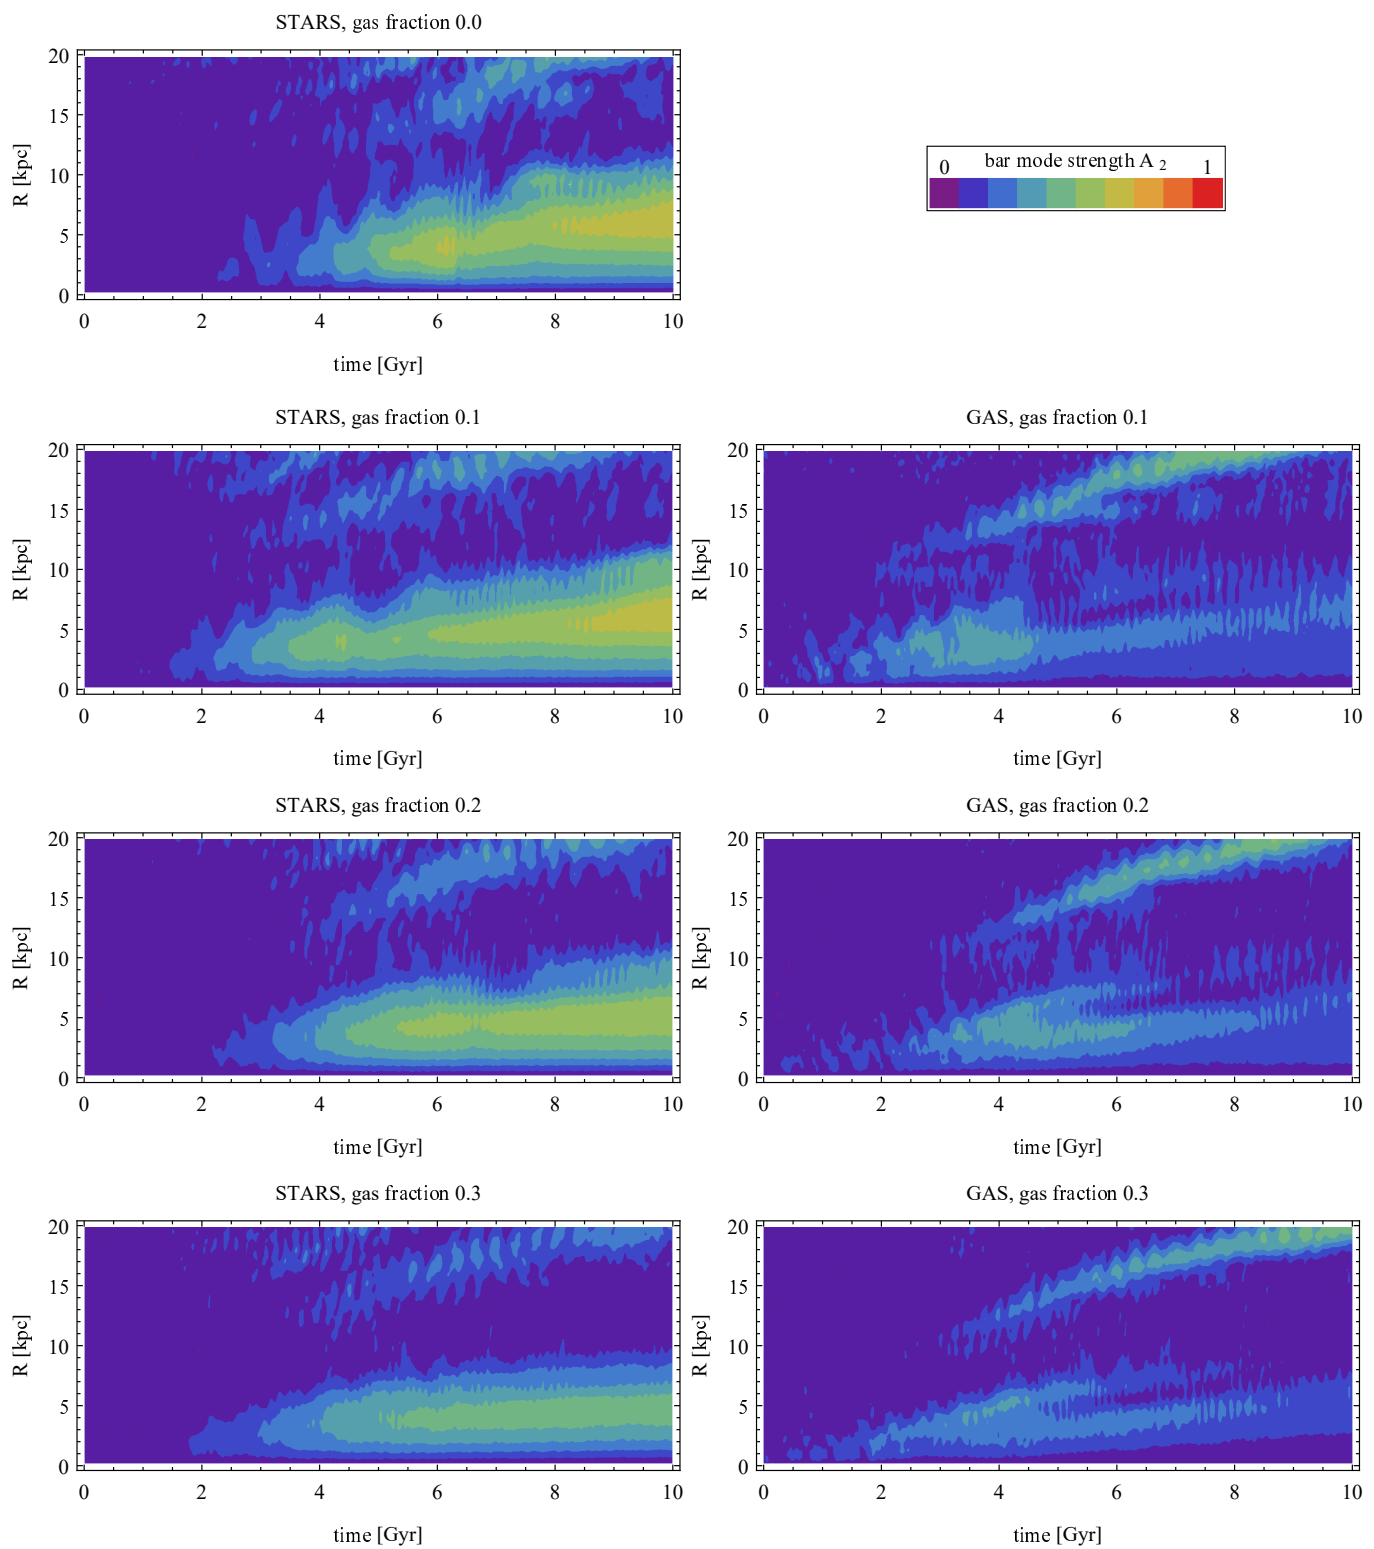 STARS, gas fraction 0.0
20
15
10
5
0
R [kpc]
0 2 4 6 8 10
time [Gyr]
0 bar mode strength A 2 1
STARS, gas fraction 0.1
20
15
10
5
0
R [kpc]
0 2 4 6 8 10
time [Gyr]
GAS, gas fraction 0.1
20
15
10
5
0
R [kpc]
0 2 4 6 8 10
time [Gyr]
STARS, gas fraction 0.2
20
15
10
5
0
R [kpc]
0 2 4 6 8 10
time [Gyr]
GAS, gas fraction 0.2
20
15
10
5
0
R [kpc]
0 2 4 6 8 10
time [Gyr]
STARS, gas fraction 0.3
20
15
10
5
0
R [kpc]
0 2 4 6 8 10
time [Gyr]
GAS, gas fraction 0.3
20
15
10
5
0
R [kpc]
0 2 4 6 8 10
time [Gyr]